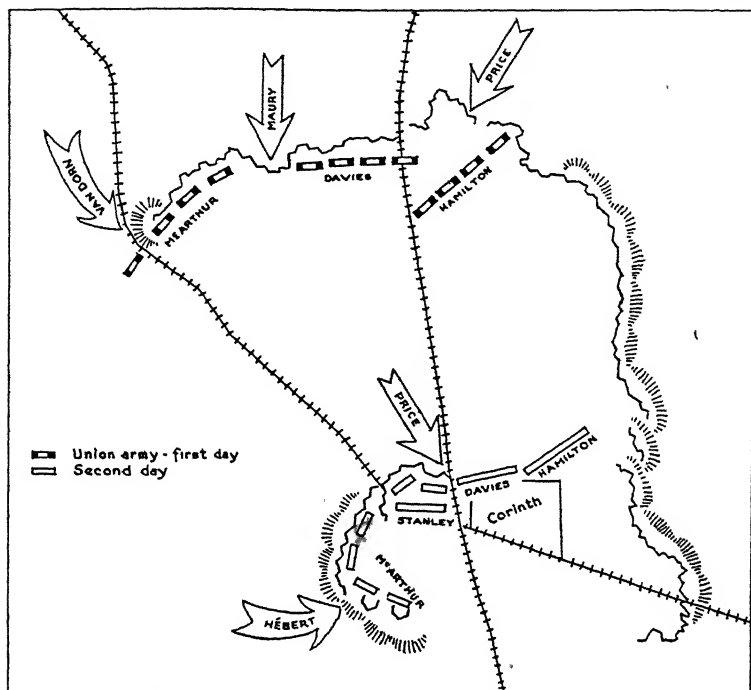 PRICE
MAURY
DAVIES
VAN DORN
HAMILTON
McARTHUR
PRICE
Union army - first day
Second day
HAMILTON
DAVIES
STANLEY
Corinth
McARTHUR
HÉBERT